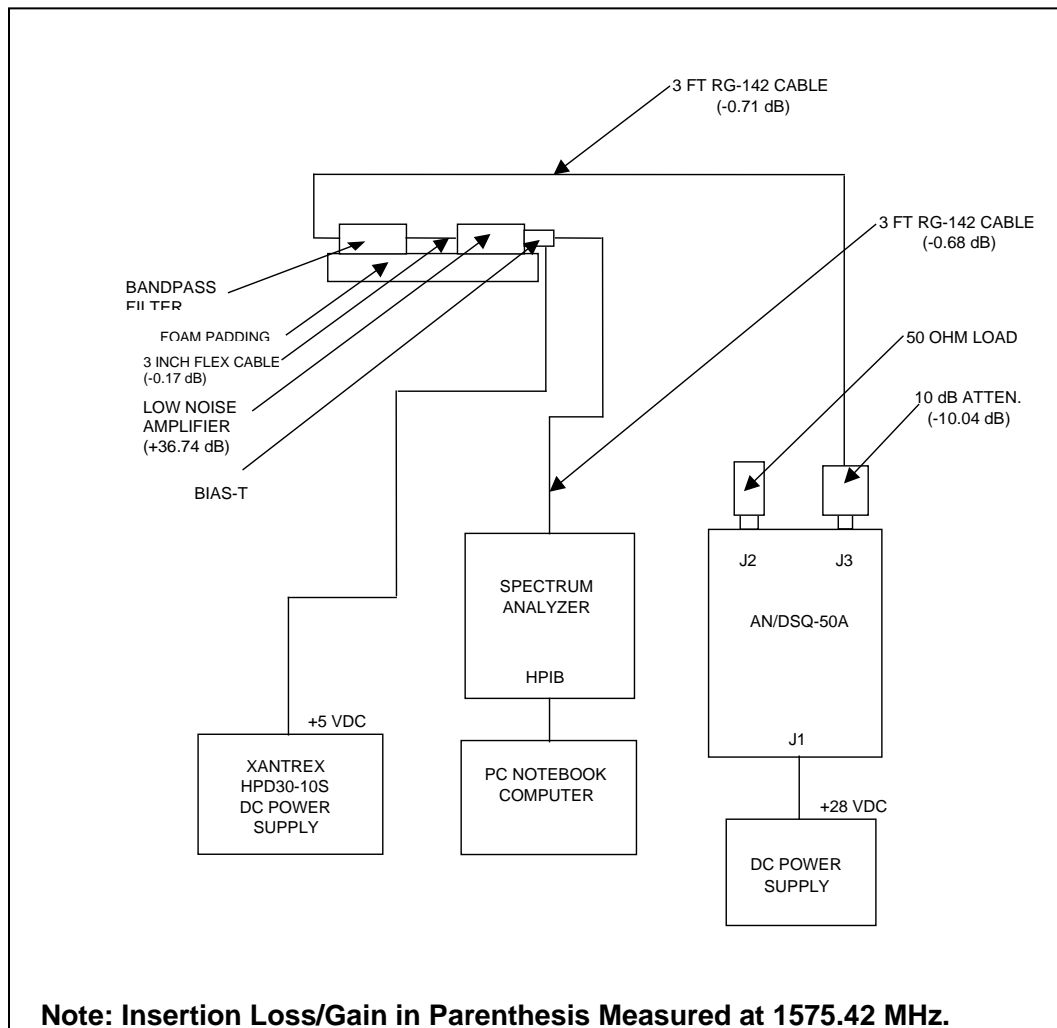 3 FT RG-142 CABLE
(-0.71 dB)
3 FT RG-142 CABLE
(-0.68 dB)
BANDPASS
FILTER
FOAM PADDING
3 INCH FLEX CABLE
(-0.17 dB)
LOW NOISE
AMPLIFIER
(+36.74 dB)
BIAS-T
50 OHM LOAD
10 dB ATTEN.
(-10.04 dB)
J2
J3
AN/DSQ-50A
J1
SPECTRUM
ANALYZER
HPIB
+5 VDC
XANTREX
HPD30-10S
DC POWER
SUPPLY
PC NOTEBOOK
COMPUTER
+28 VDC
DC POWER
SUPPLY
Note: Insertion Loss/Gain in Parenthesis Measured at 1575.42 MHz.